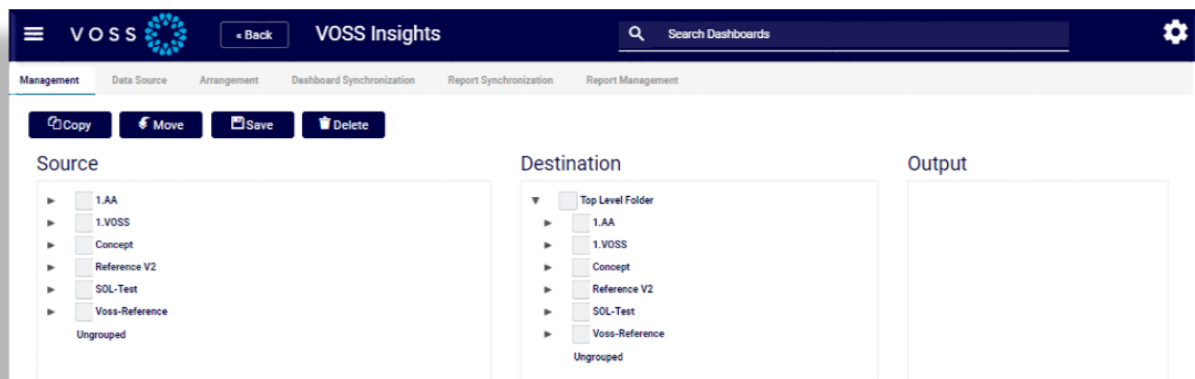 VOSS « Back VOSS Insights Search Dashboards
Management Data Source Arrangement Dashboard Synchronization Report Synchronization Report Management
Copy Move Save Delete
Source
1.AA
1.VOSS
Concept
Reference V2
SOL-Test
Voss-Reference
Ungrouped
Destination
Top Level Folder
1.AA
1.VOSS
Concept
Reference V2
SOL-Test
Voss-Reference
Ungrouped
Output